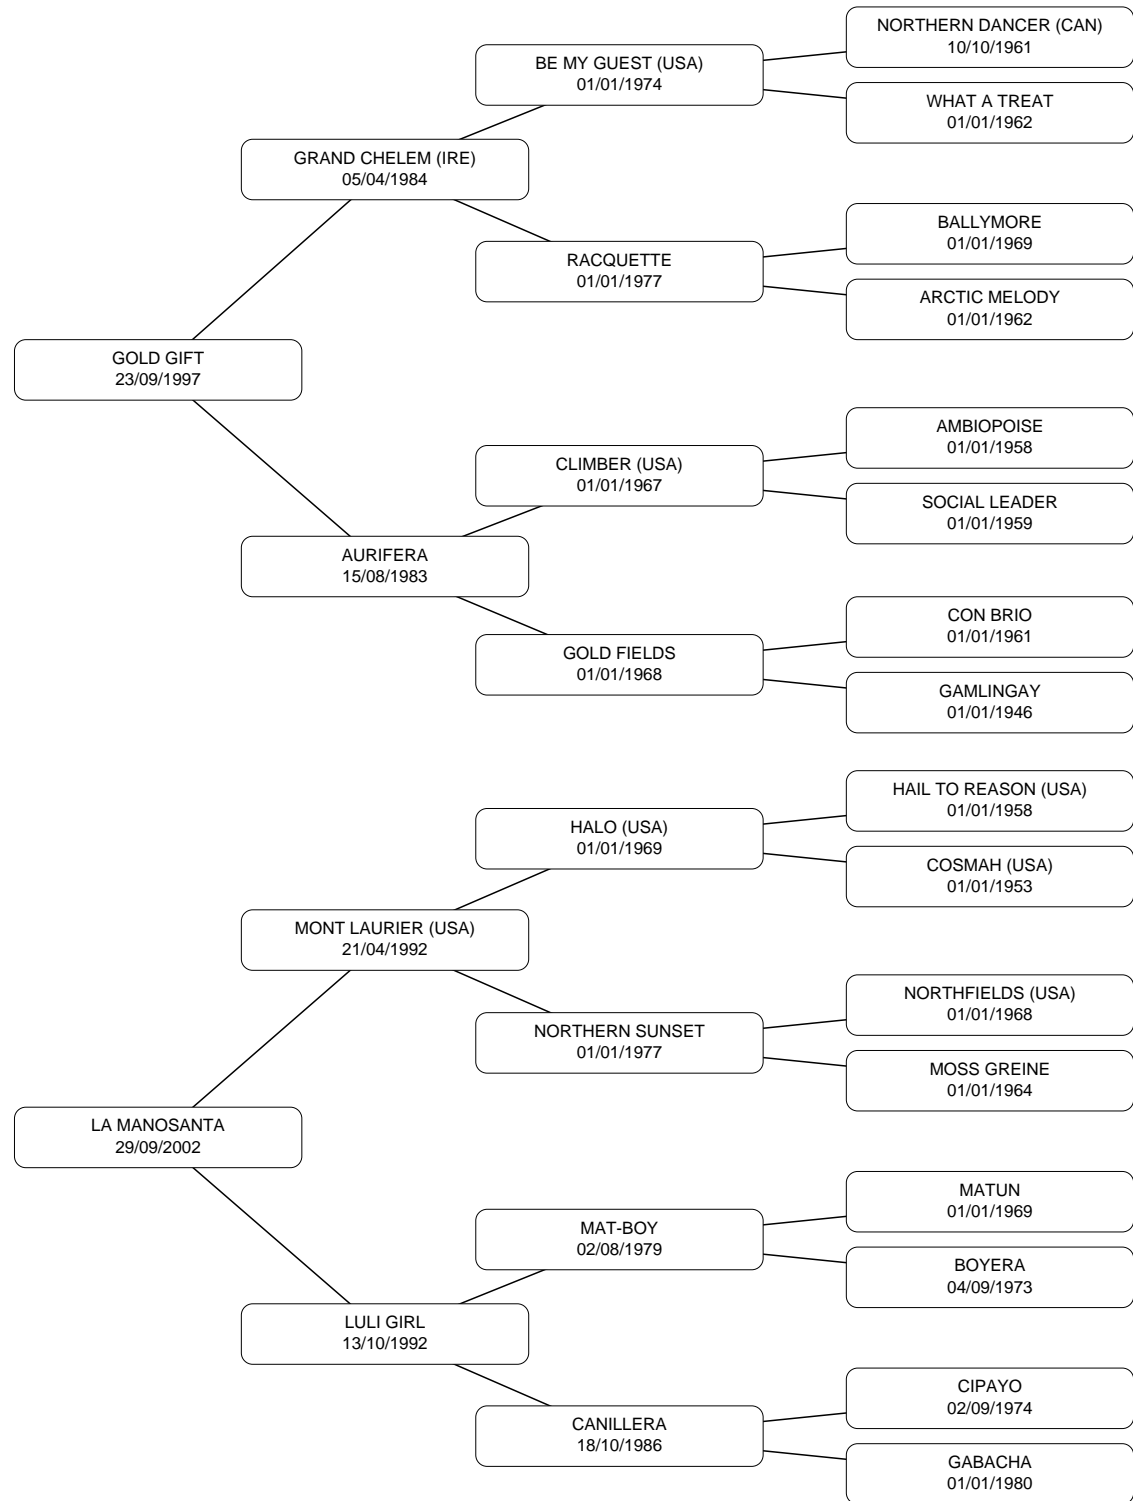 NORTHERN DANCER (CAN)
10/10/1961
BE MY GUEST (USA)
01/01/1974
WHAT A TREAT
01/01/1962
GRAND CHELEM (IRE)
05/04/1984
BALLYMORE
01/01/1969
RACQUETTE
01/01/1977
ARCTIC MELODY
01/01/1962
GOLD GIFT
23/09/1997
AMBIOPOISE
01/01/1958
CLIMBER (USA)
01/01/1967
SOCIAL LEADER
01/01/1959
AURIFERA
15/08/1983
CON BRIO
01/01/1961
GOLD FIELDS
01/01/1968
GAMLINGAY
01/01/1946
HAIL TO REASON (USA)
01/01/1958
HALO (USA)
01/01/1969
COSMAH (USA)
01/01/1953
MONT LAURIER (USA)
21/04/1992
NORTHFIELDS (USA)
01/01/1968
NORTHERN SUNSET
01/01/1977
MOSS GREINE
01/01/1964
LA MANOSANTA
29/09/2002
MATUN
01/01/1969
MAT-BOY
02/08/1979
BOYERA
04/09/1973
LULI GIRL
13/10/1992
CIPAYO
02/09/1974
CANILLERA
18/10/1986
GABACHA
01/01/1980